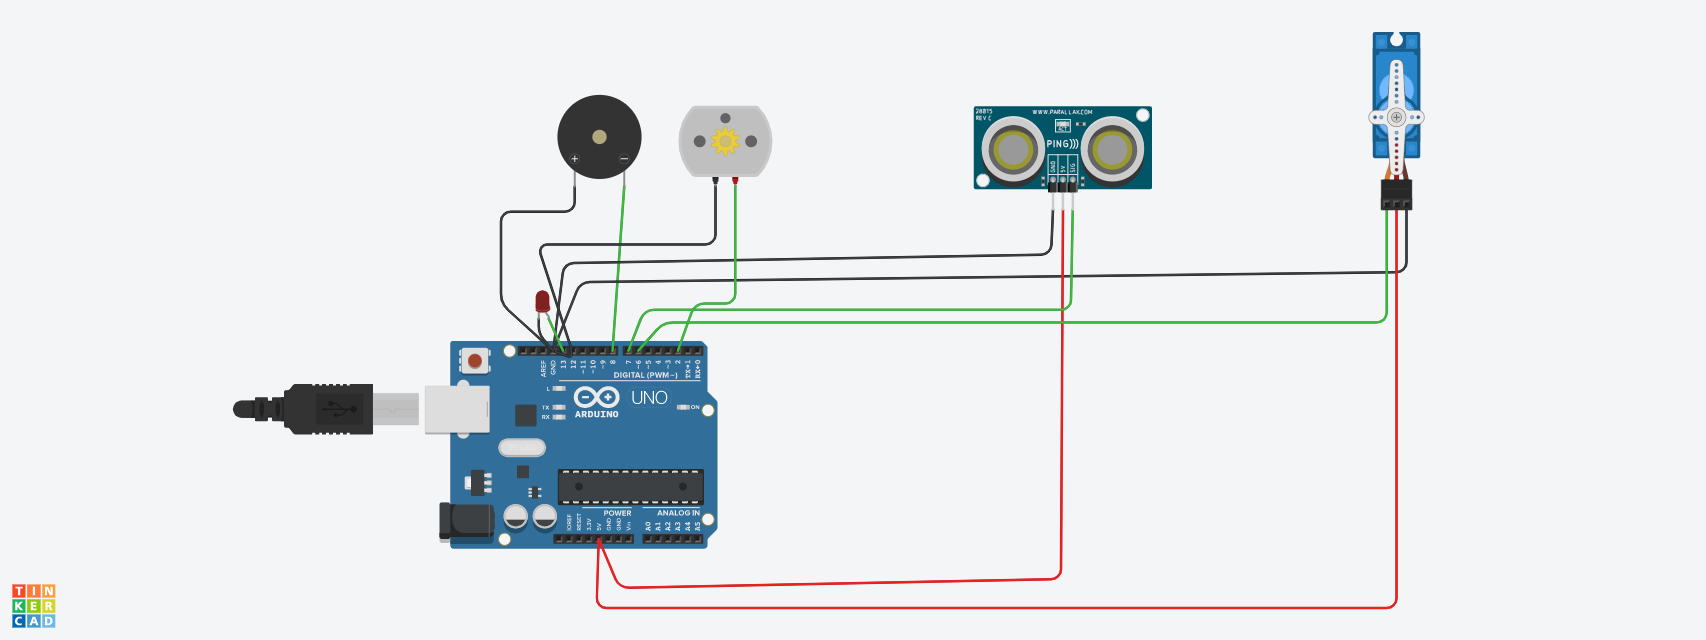 28015
REV C
WWW.PARALLAX.COM
ACT
PING)))
GND
5V
SIG
+
−
AREF
GND
13
12
~11
~10
~9
8
7
~6
~5
4
~3
2
TX→1
RX←0
DIGITAL (PWM~)
L
TX
RX
ARDUINO
UNO
ON
POWER
ANALOG IN
IOREF
RESET
3.3V
5V
GND
GND
Vin
A0
A1
A2
A3
A4
A5
TIN
KER
CAD